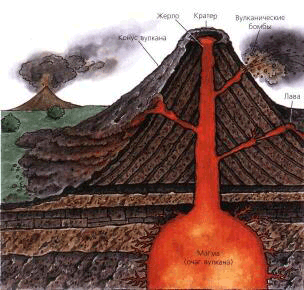 Жерло
Кратер
Вулканические
бомбы
Конус вулкана
Лава
Магма
(очаг вулкана)